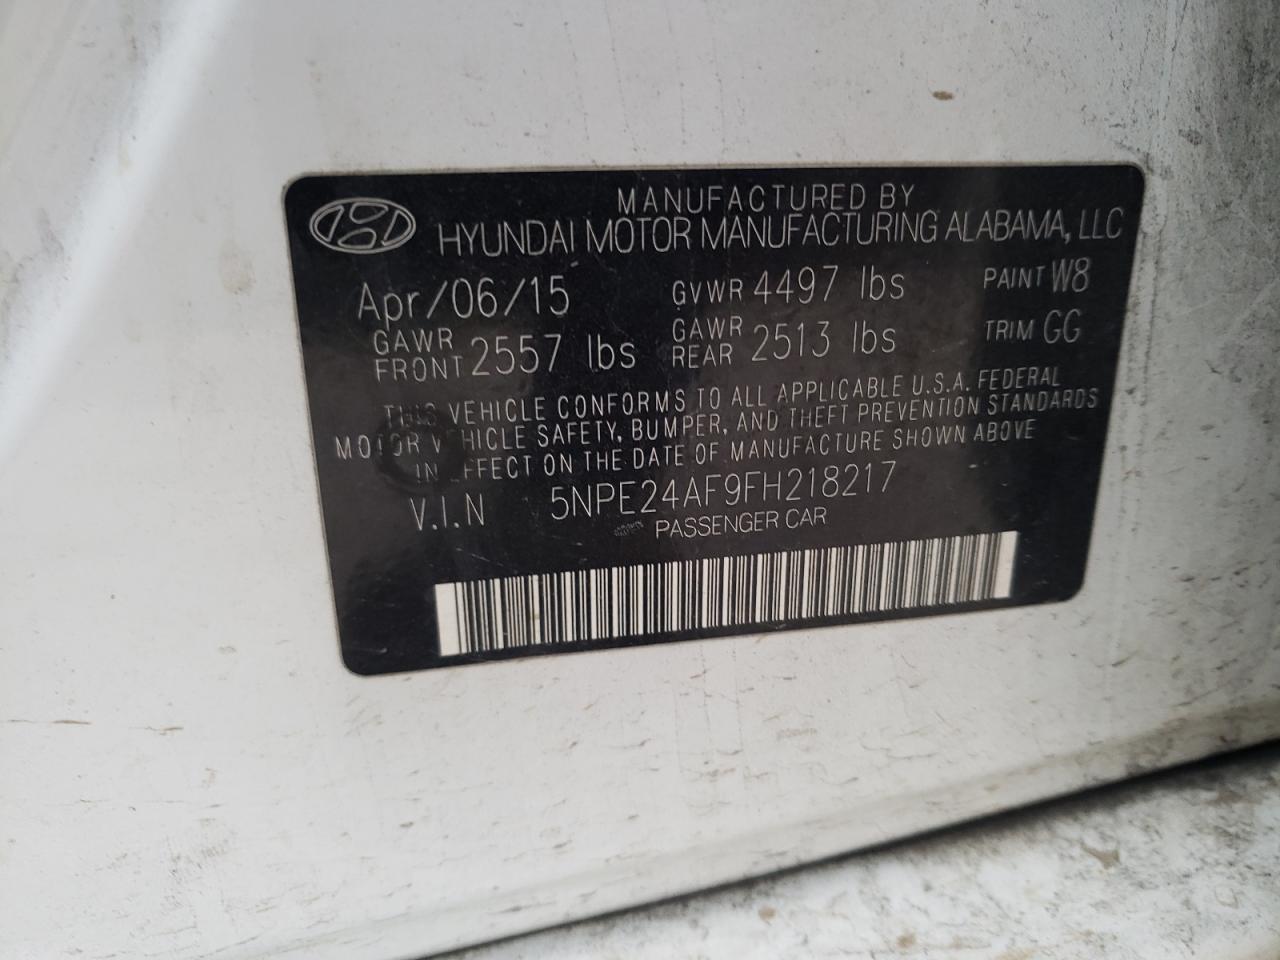 MANUFACTURED BY
HYUNDAI MOTOR MANUFACTURING ALABAMA, LLC
Apr/06/15 GVWR 4497 lbs PAINT W8
GAWR FRONT 2557 lbs GAWR REAR 2513 lbs TRIM GG
THIS VEHICLE CONFORMS TO ALL APPLICABLE U.S.A. FEDERAL
MOTOR VEHICLE SAFETY, BUMPER, AND THEFT PREVENTION STANDARDS
IN EFFECT ON THE DATE OF MANUFACTURE SHOWN ABOVE
V.I.N 5NPE24AF9FH218217
PASSENGER CAR